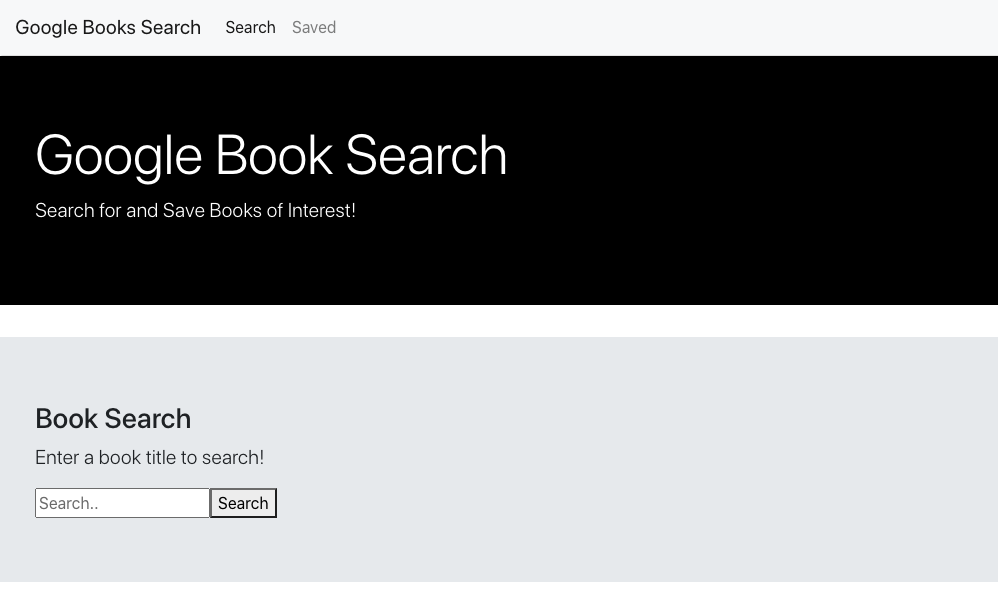 Google Books Search Search Saved
Google Book Search
Search for and Save Books of Interest!
Book Search
Enter a book title to search!
Search.. Search